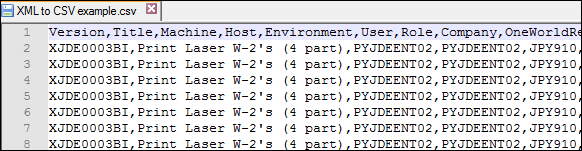 XML to CSV example.csv
1 Version,Title,Machine,Host,Environment,User,Role,Company,OneWorldRe
2 XJDE0003BI,Print Laser W-2's (4 part),PYJDEENT02,PYJDEENT02,JPY910,
3 XJDE0003BI,Print Laser W-2's (4 part),PYJDEENT02,PYJDEENT02,JPY910,
4 XJDE0003BI,Print Laser W-2's (4 part),PYJDEENT02,PYJDEENT02,JPY910,
5 XJDE0003BI,Print Laser W-2's (4 part),PYJDEENT02,PYJDEENT02,JPY910,
6 XJDE0003BI,Print Laser W-2's (4 part),PYJDEENT02,PYJDEENT02,JPY910,
7 XJDE0003BI,Print Laser W-2's (4 part),PYJDEENT02,PYJDEENT02,JPY910,
8 XJDE0003BI,Print Laser W-2's (4 part),PYJDEENT02,PYJDEENT02,JPY910,